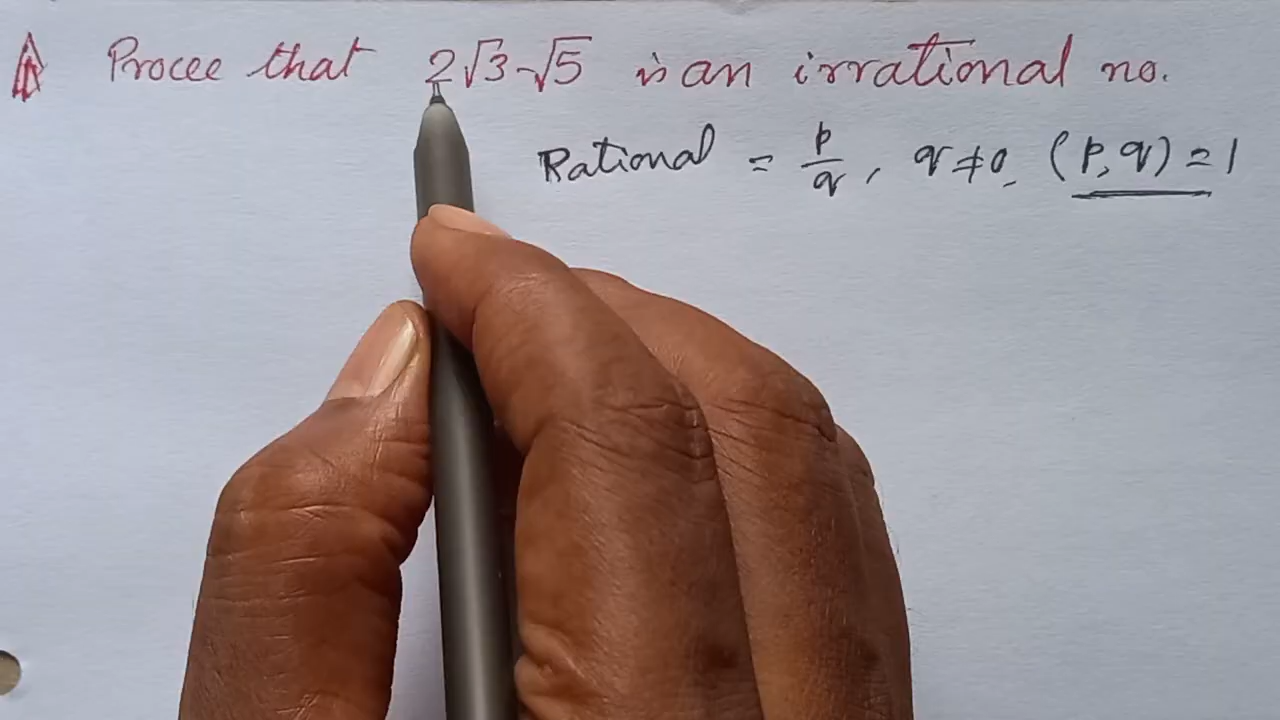 Procee that 2√3-√5 is an irrational no.
Rational = p/q, q≠0, (p,q)=1